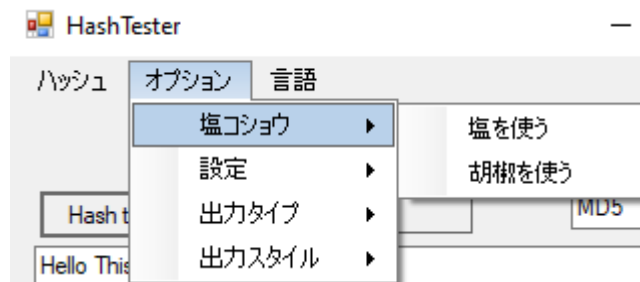 HashTester
ハッシュ オプション 言語
塩コショウ 塩を使う
設定 胡椒を使う
出力タイプ MD5
出力スタイル
Hello This